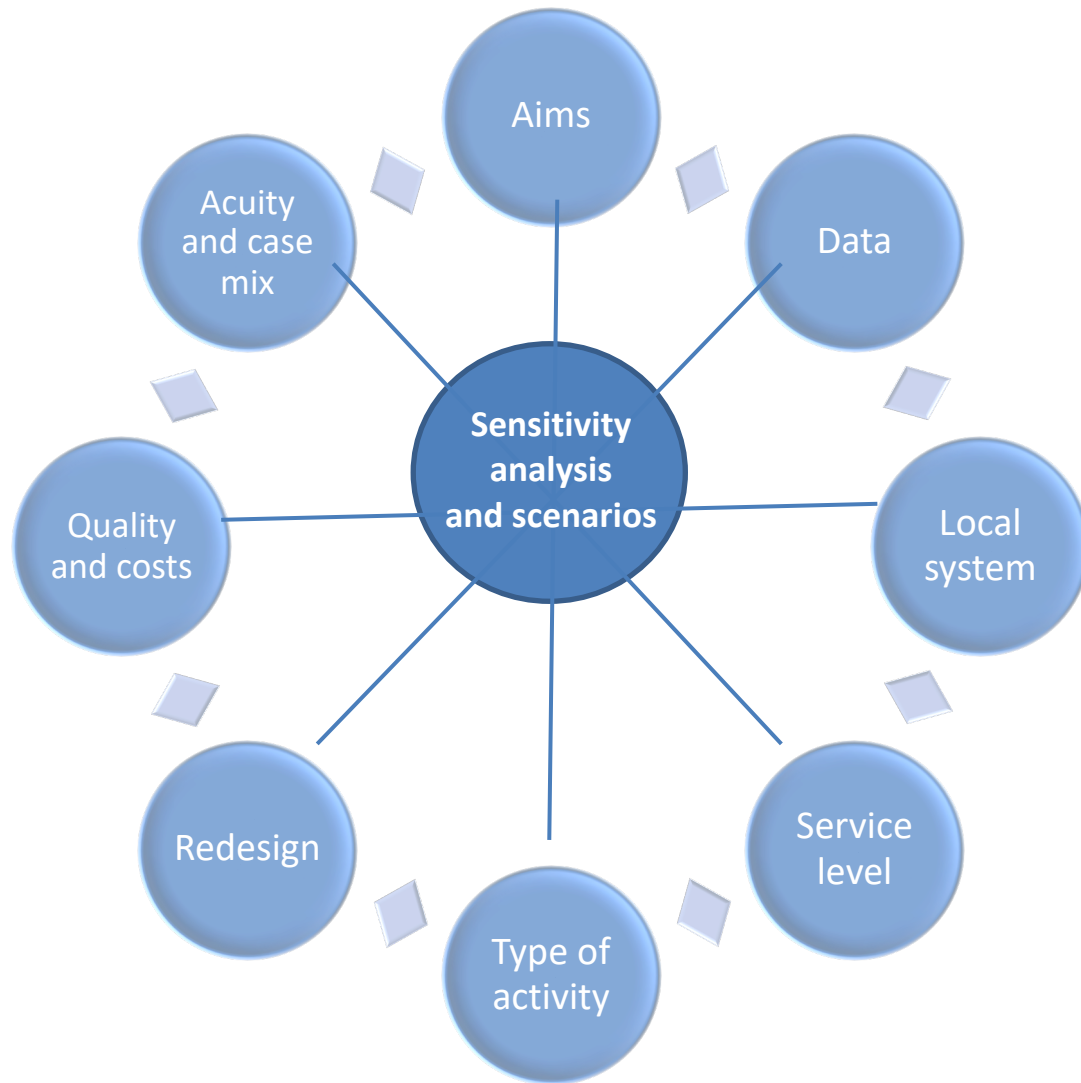 Aims
Data
Local
system
Service
level
Type of
activity
Redesign
Quality
and costs
Acuity
and case
mix
Sensitivity
analysis
and scenarios